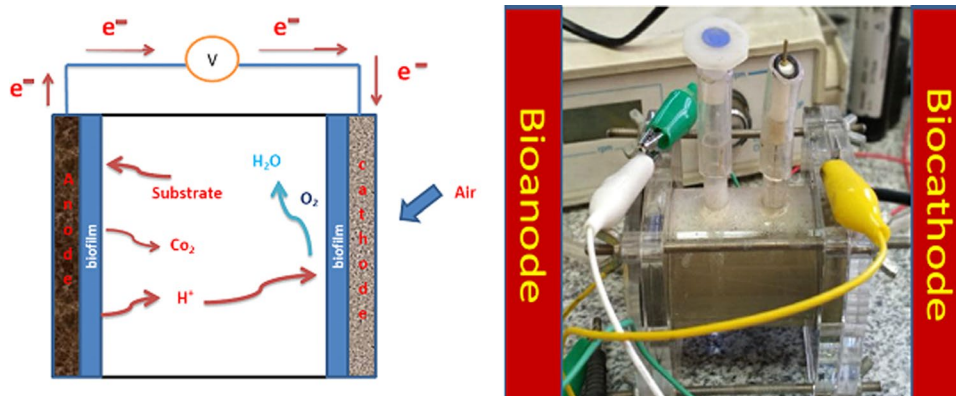 e⁻
e⁻
V
e⁻
e⁻
Anode
biofilm
Substrate
Co₂
H⁺
H₂O
O₂
biofilm
cathode
Air
Bioanode
Biocathode